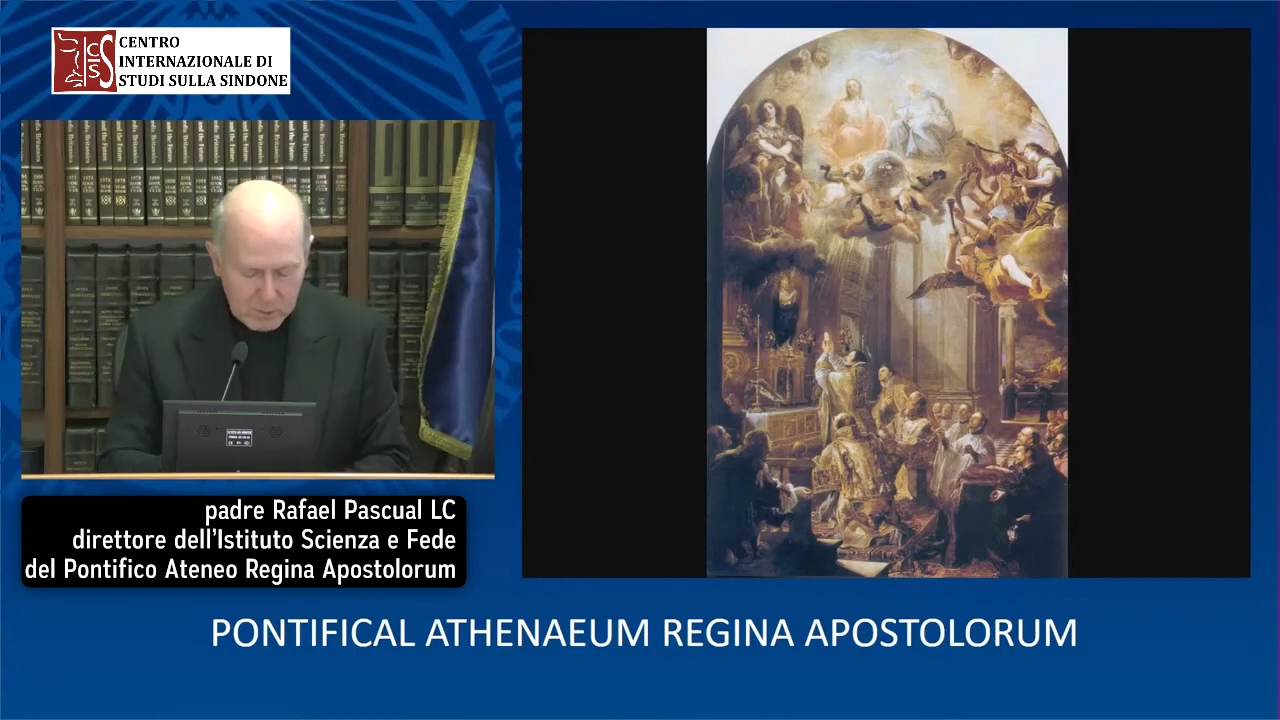 CENTRO
INTERNAZIONALE DI
STUDI SULLA SINDONE
padre Rafael Pascual LC
direttore dell'Istituto Scienza e Fede
del Pontifico Ateneo Regina Apostolorum
PONTIFICAL ATHENAEUM REGINA APOSTOLORUM